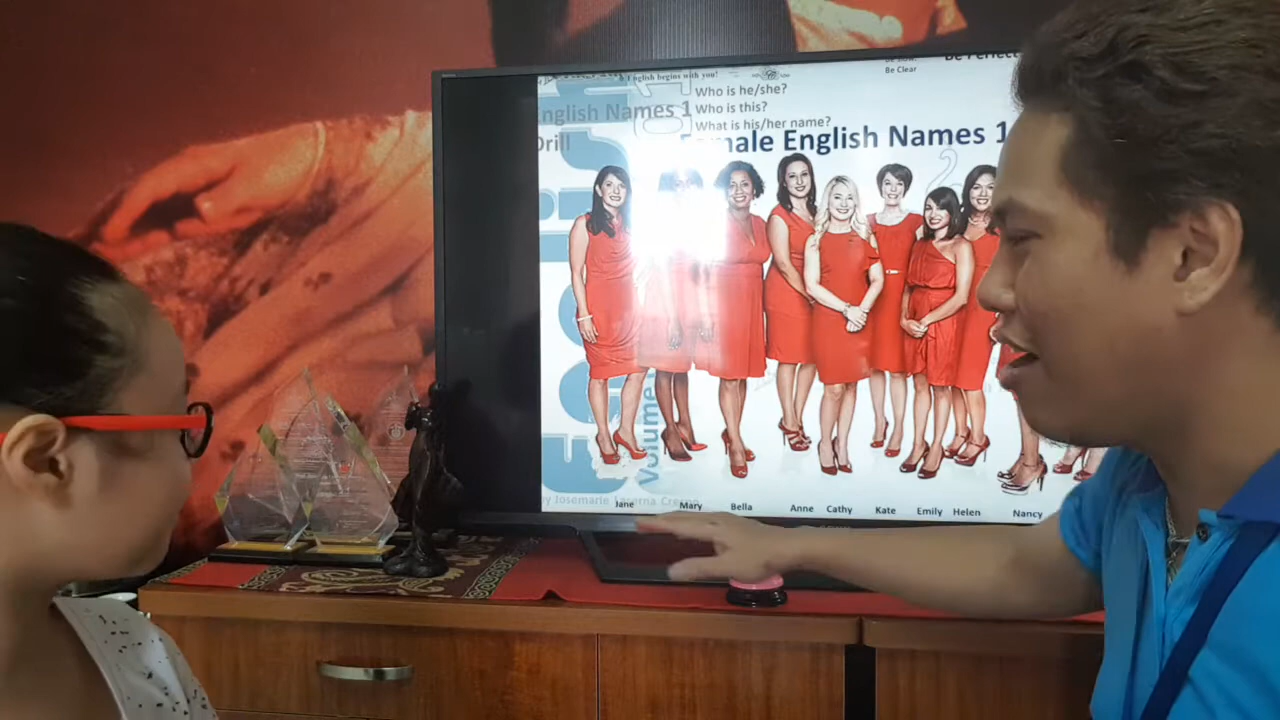 English begins with you!
Be Clear
Be Perfect
Who is he/she?
Who is this?
What is his/her name?
English Names 1
Drill
Female English Names 1
Volume
by Josemarie
Jane Mary Bella Anne Cathy Kate Emily Helen Nancy